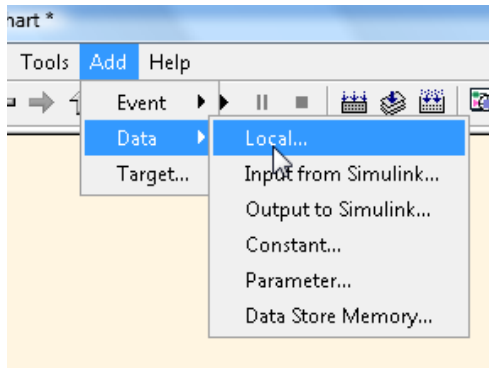 hart *
Tools Add Help
Event
Data
Target...
Local...
Input from Simulink...
Output to Simulink...
Constant...
Parameter...
Data Store Memory...